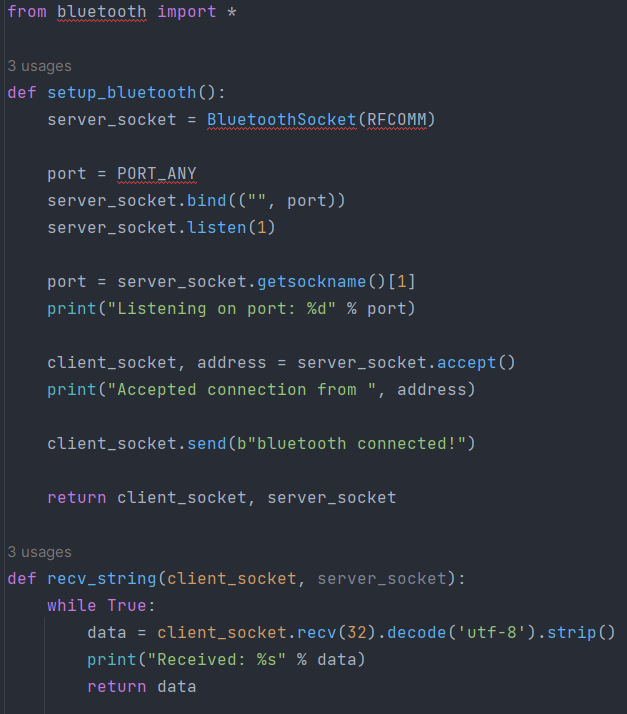 from bluetooth import *
3 usages
def setup_bluetooth():
    server_socket = BluetoothSocket(RFCOMM)
    port = PORT_ANY
    server_socket.bind(("", port))
    server_socket.listen(1)
    port = server_socket.getsockname()[1]
    print("Listening on port: %d" % port)
    client_socket, address = server_socket.accept()
    print("Accepted connection from ", address)
    client_socket.send(b"bluetooth connected!")
    return client_socket, server_socket
3 usages
def recv_string(client_socket, server_socket):
    while True:
        data = client_socket.recv(32).decode('utf-8').strip()
        print("Received: %s" % data)
        return data